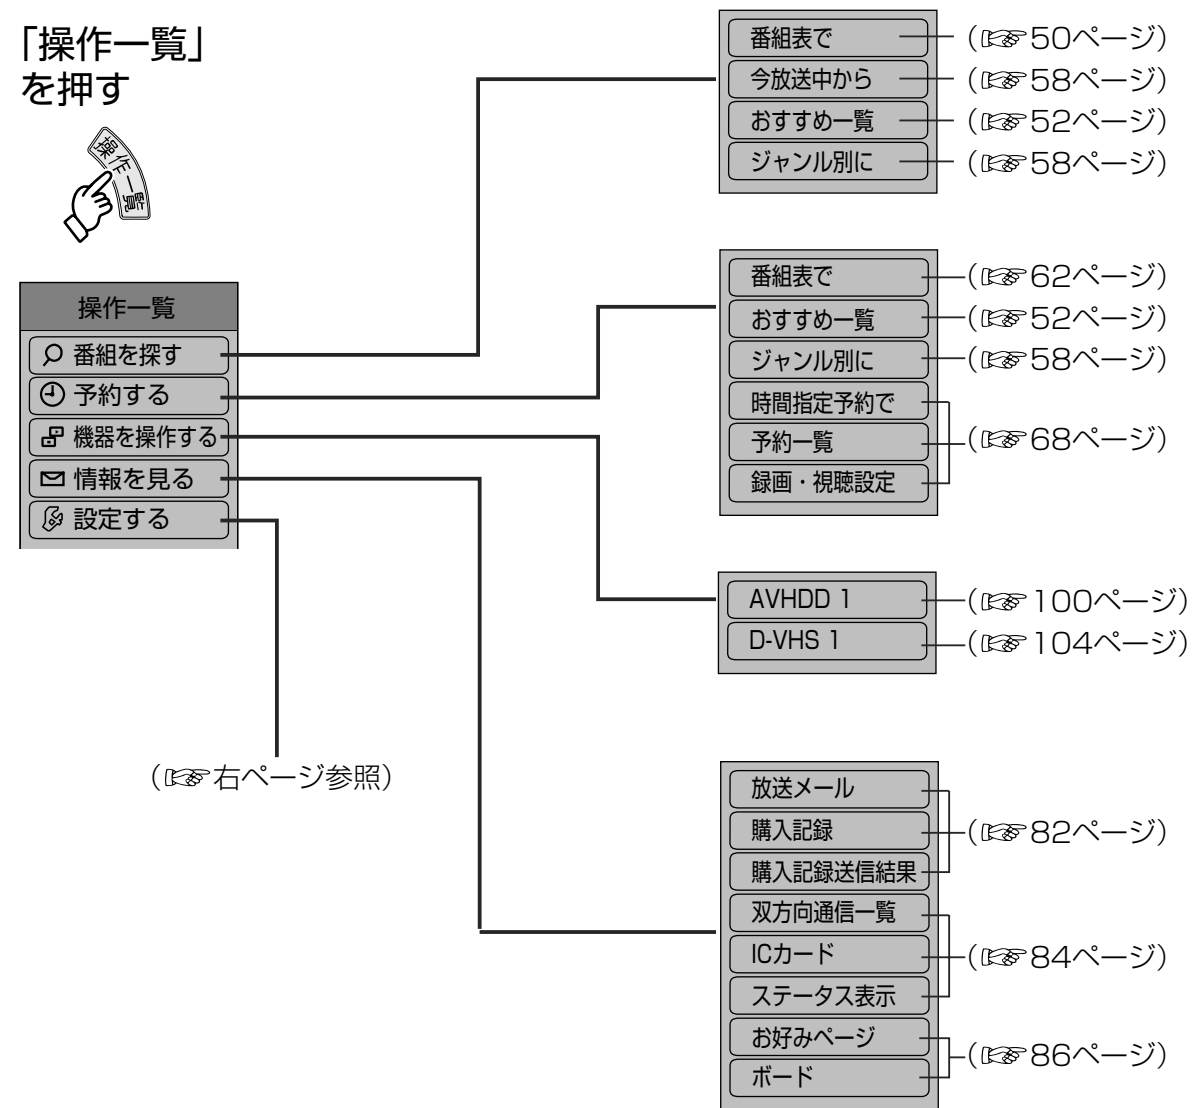 「操作一覧」
を押す
操作一覧
操作一覧
番組を探す
予約する
機器を操作する
情報を見る
設定する
(☞右ページ参照)
番組表で (☞50ページ)
今放送中から (☞58ページ)
おすすめ一覧 (☞52ページ)
ジャンル別に (☞58ページ)
番組表で (☞62ページ)
おすすめ一覧 (☞52ページ)
ジャンル別に (☞58ページ)
時間指定予約で
予約一覧 (☞68ページ)
録画・視聴設定
AVHDD 1 (☞100ページ)
D-VHS 1 (☞104ページ)
放送メール
購入記録 (☞82ページ)
購入記録送信結果
双方向通信一覧
ICカード (☞84ページ)
ステータス表示
お好みページ
(☞86ページ)
ボード